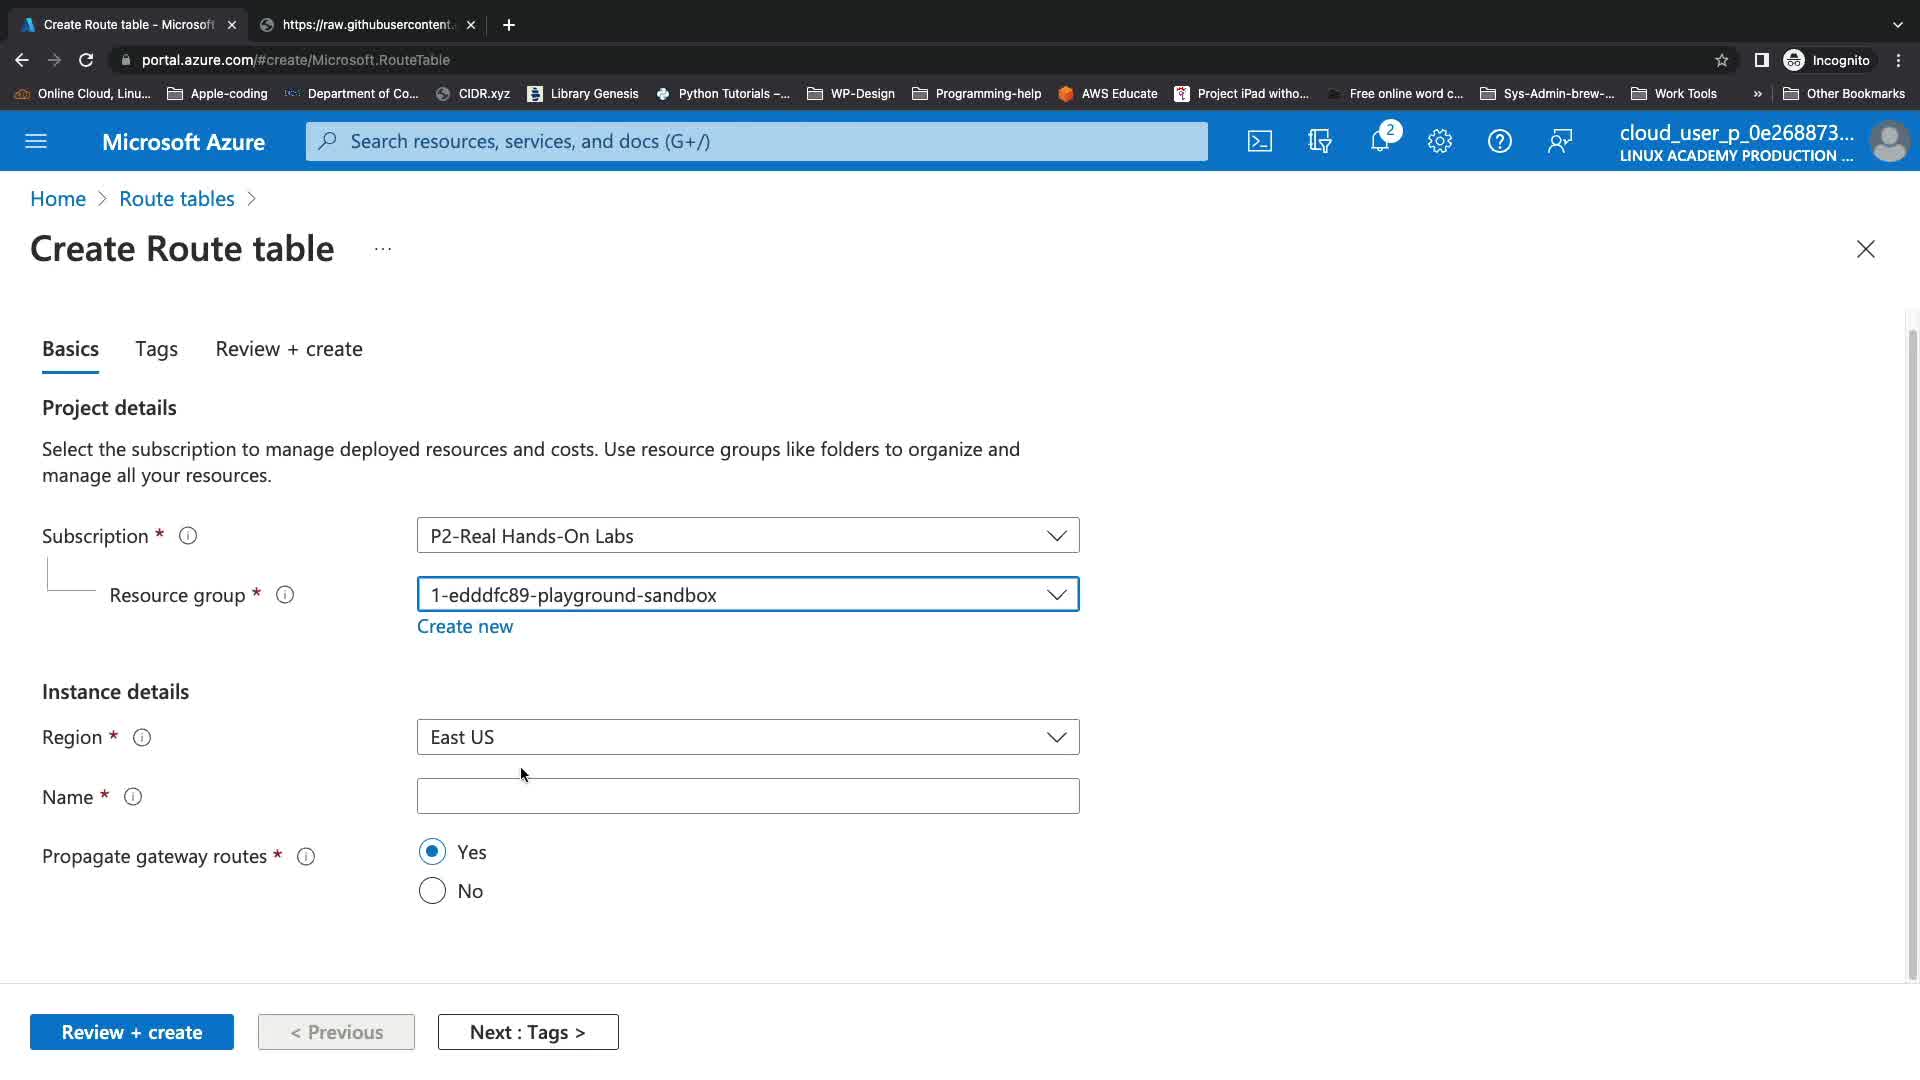 Create Route table - Microsoft
https://raw.githubusercontent.
portal.azure.com/#create/Microsoft.RouteTable
Incognito
Online Cloud, Linu...
Apple-coding
Department of Co...
CIDR.xyz
Library Genesis
Python Tutorials –...
WP-Design
Programming-help
AWS Educate
Project iPad witho...
Free online word c...
Sys-Admin-brew-...
Work Tools
»
Other Bookmarks
Microsoft Azure
Search resources, services, and docs (G+/)
2
cloud_user_p_0e268873...
LINUX ACADEMY PRODUCTION ...
Home > Route tables >
Create Route table ...
Basics
Tags
Review + create
Project details
Select the subscription to manage deployed resources and costs. Use resource groups like folders to organize and
manage all your resources.
Subscription *
P2-Real Hands-On Labs
Resource group *
1-edddfc89-playground-sandbox
Create new
Instance details
Region *
East US
Name *
Propagate gateway routes *
Yes
No
Review + create
< Previous
Next : Tags >